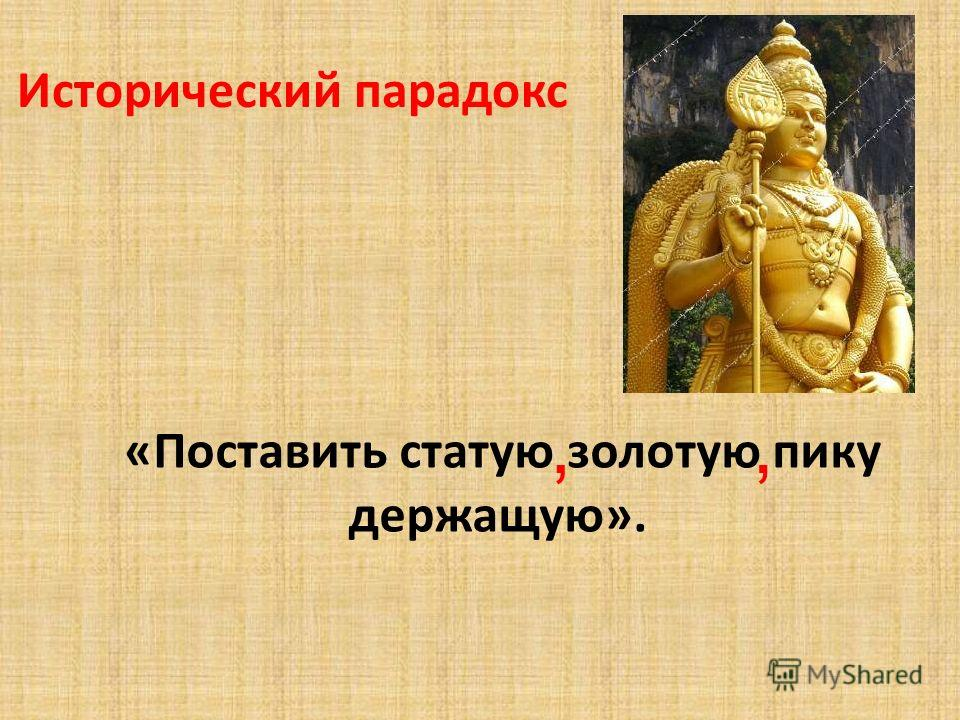 Исторический парадокс
«Поставить статую, золотую, пику
держащую».
MyShared